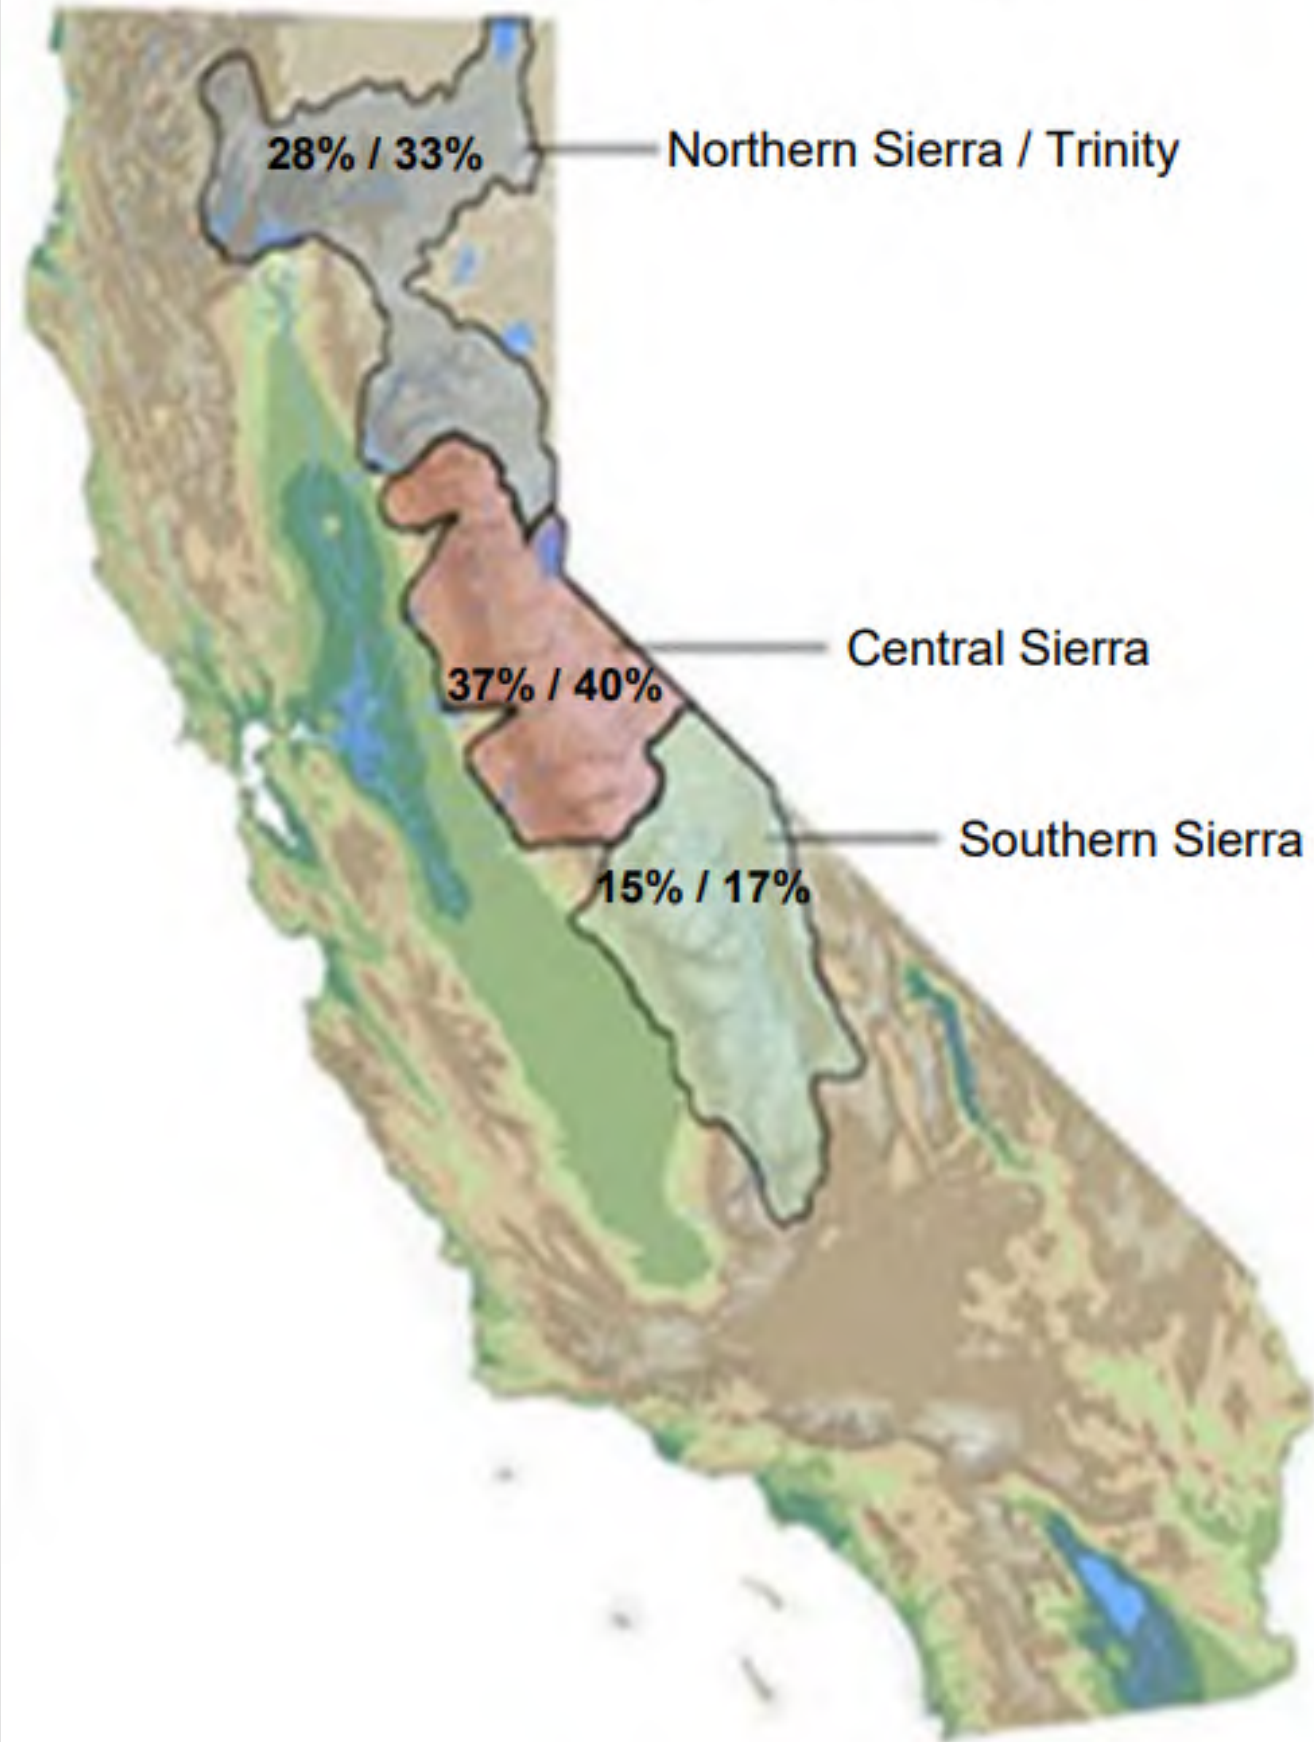 28% / 33%
Northern Sierra / Trinity
37% / 40%
Central Sierra
Southern Sierra
15% / 17%